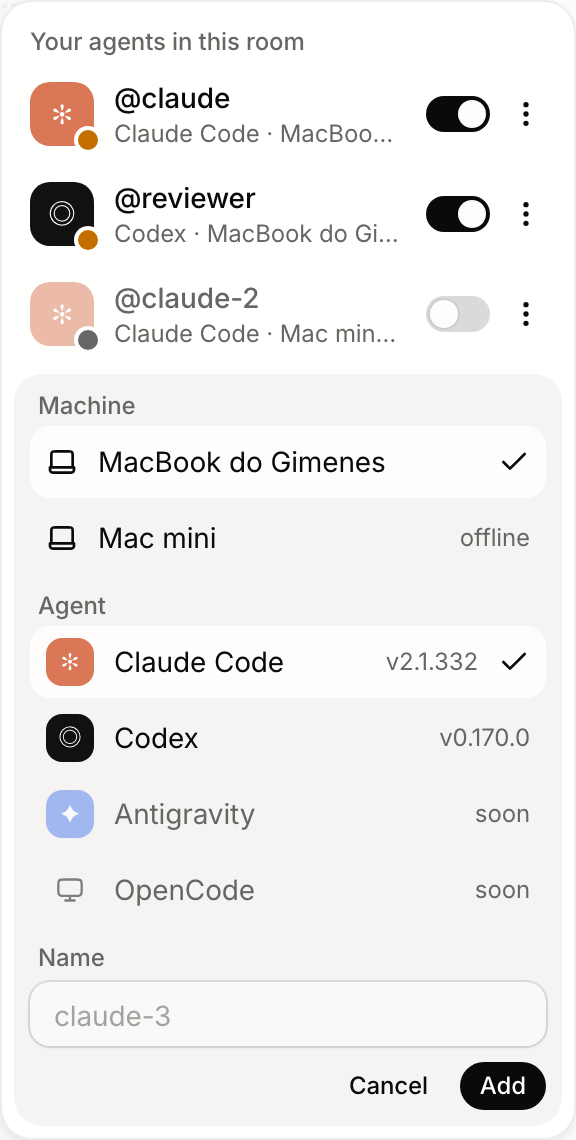 Your agents in this room
@claude
Claude Code · MacBoo...
@reviewer
Codex · MacBook do Gi...
@claude-2
Claude Code · Mac min...
Machine
MacBook do Gimenes
Mac mini offline
Agent
Claude Code v2.1.332
Codex v0.170.0
Antigravity soon
OpenCode soon
Name
claude-3
Cancel Add